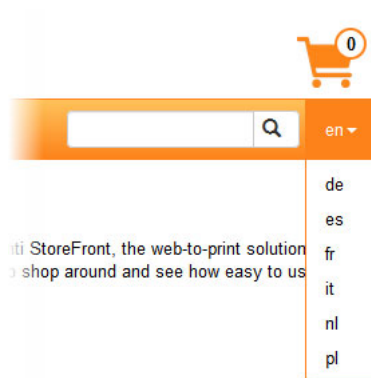 0
en
de
es
StoreFront, the web-to-print solution
fr
shop around and see how easy to us
it
nl
pl